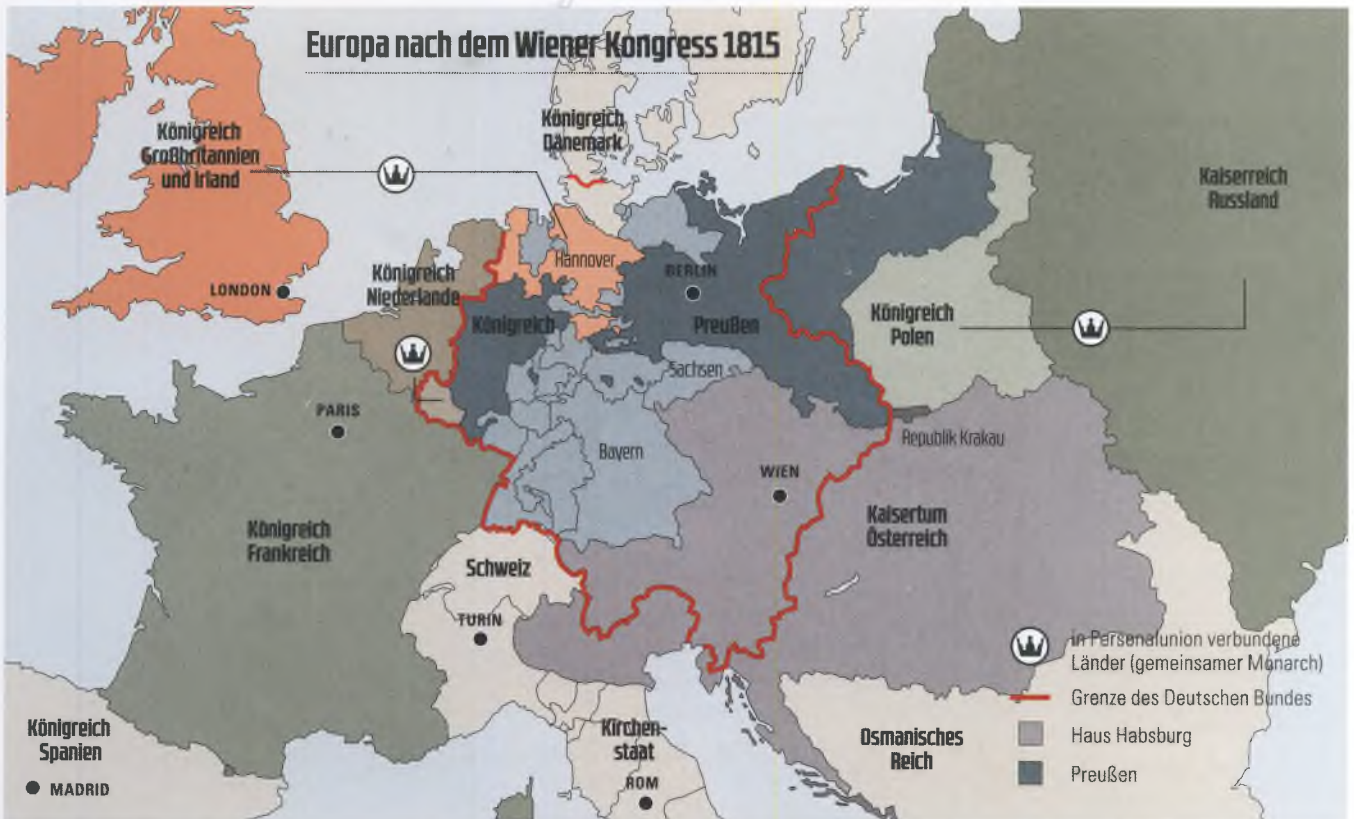 Europa nach dem Wiener Kongress 1815
Königreich
Großbritannien
und Irland
Königreich
Dänemark
Kaiserreich
Russland
Hannover
BERLIN
LONDON
Königreich
Niederlande
Königreich
Preußen
Königreich
Polen
Sachsen
PARIS
Republik Krakau
Bayern
WIEN
Königreich
Frankreich
Kaisertum
Österreich
Schweiz
TURIN
in Personalunion verbundene
Länder (gemeinsamer Monarch)
Grenze des Deutschen Bundes
Haus Habsburg
Preußen
Königreich
Spanien
MADRID
Kirchen-
staat
ROM
Osmanisches
Reich